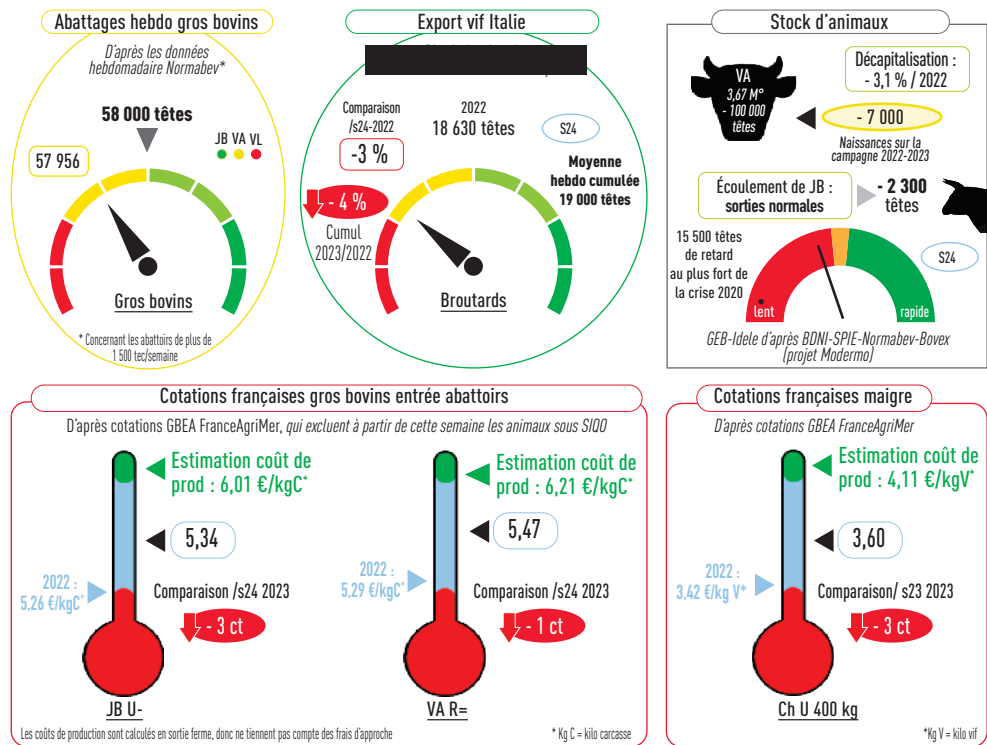 Abattages hebdo gros bovins
D'après les données
hebdomadaire Normabev*
58 000 têtes
JB VA VL
57 956
Gros bovins
* Concernant les abattoirs de plus de
1 500 tec/semaine
Export vif Italie
Comparaison
/s24-2022
-3 %
2022
18 630 têtes
S24
Moyenne
hebdo cumulée
19 000 têtes
- 4 %
Cumul
2023/2022
Broutards
Stock d'animaux
VA
3,67 M°
- 100 000
têtes
Décapitalisation :
- 3,1 % / 2022
- 7 000
Naissances sur la
campagne 2022-2023
Écoulement de JB :
sorties normales
- 2 300
têtes
15 500 têtes
de retard
au plus fort de
la crise 2020
S24
lent
rapide
GEB-Idele d'après BDNI-SPIE-Normabev-Bovex
(projet Modermo)
Cotations françaises gros bovins entrée abattoirs
D'après cotations GBEA FranceAgriMer, qui excluent à partir de cette semaine les animaux sous SIQO
Estimation coût de
prod : 6,01 €/kgC*
5,34
2022 :
5,26 €/kgC*
Comparaison /s24 2023
- 3 ct
JB U-
Estimation coût de
prod : 6,21 €/kgC*
5,47
2022 :
5,29 €/kgC*
Comparaison /s24 2023
- 1 ct
VA R=
Les coûts de production sont calculés en sortie ferme, donc ne tiennent pas compte des frais d'approche
* Kg C = kilo carcasse
Cotations françaises maigre
D'après cotations GBEA FranceAgriMer
Estimation coût de
prod : 4,11 €/kgV*
3,60
2022 :
3,42 €/kg V*
Comparaison/ s23 2023
- 3 ct
Ch U 400 kg
*Kg V = kilo vif